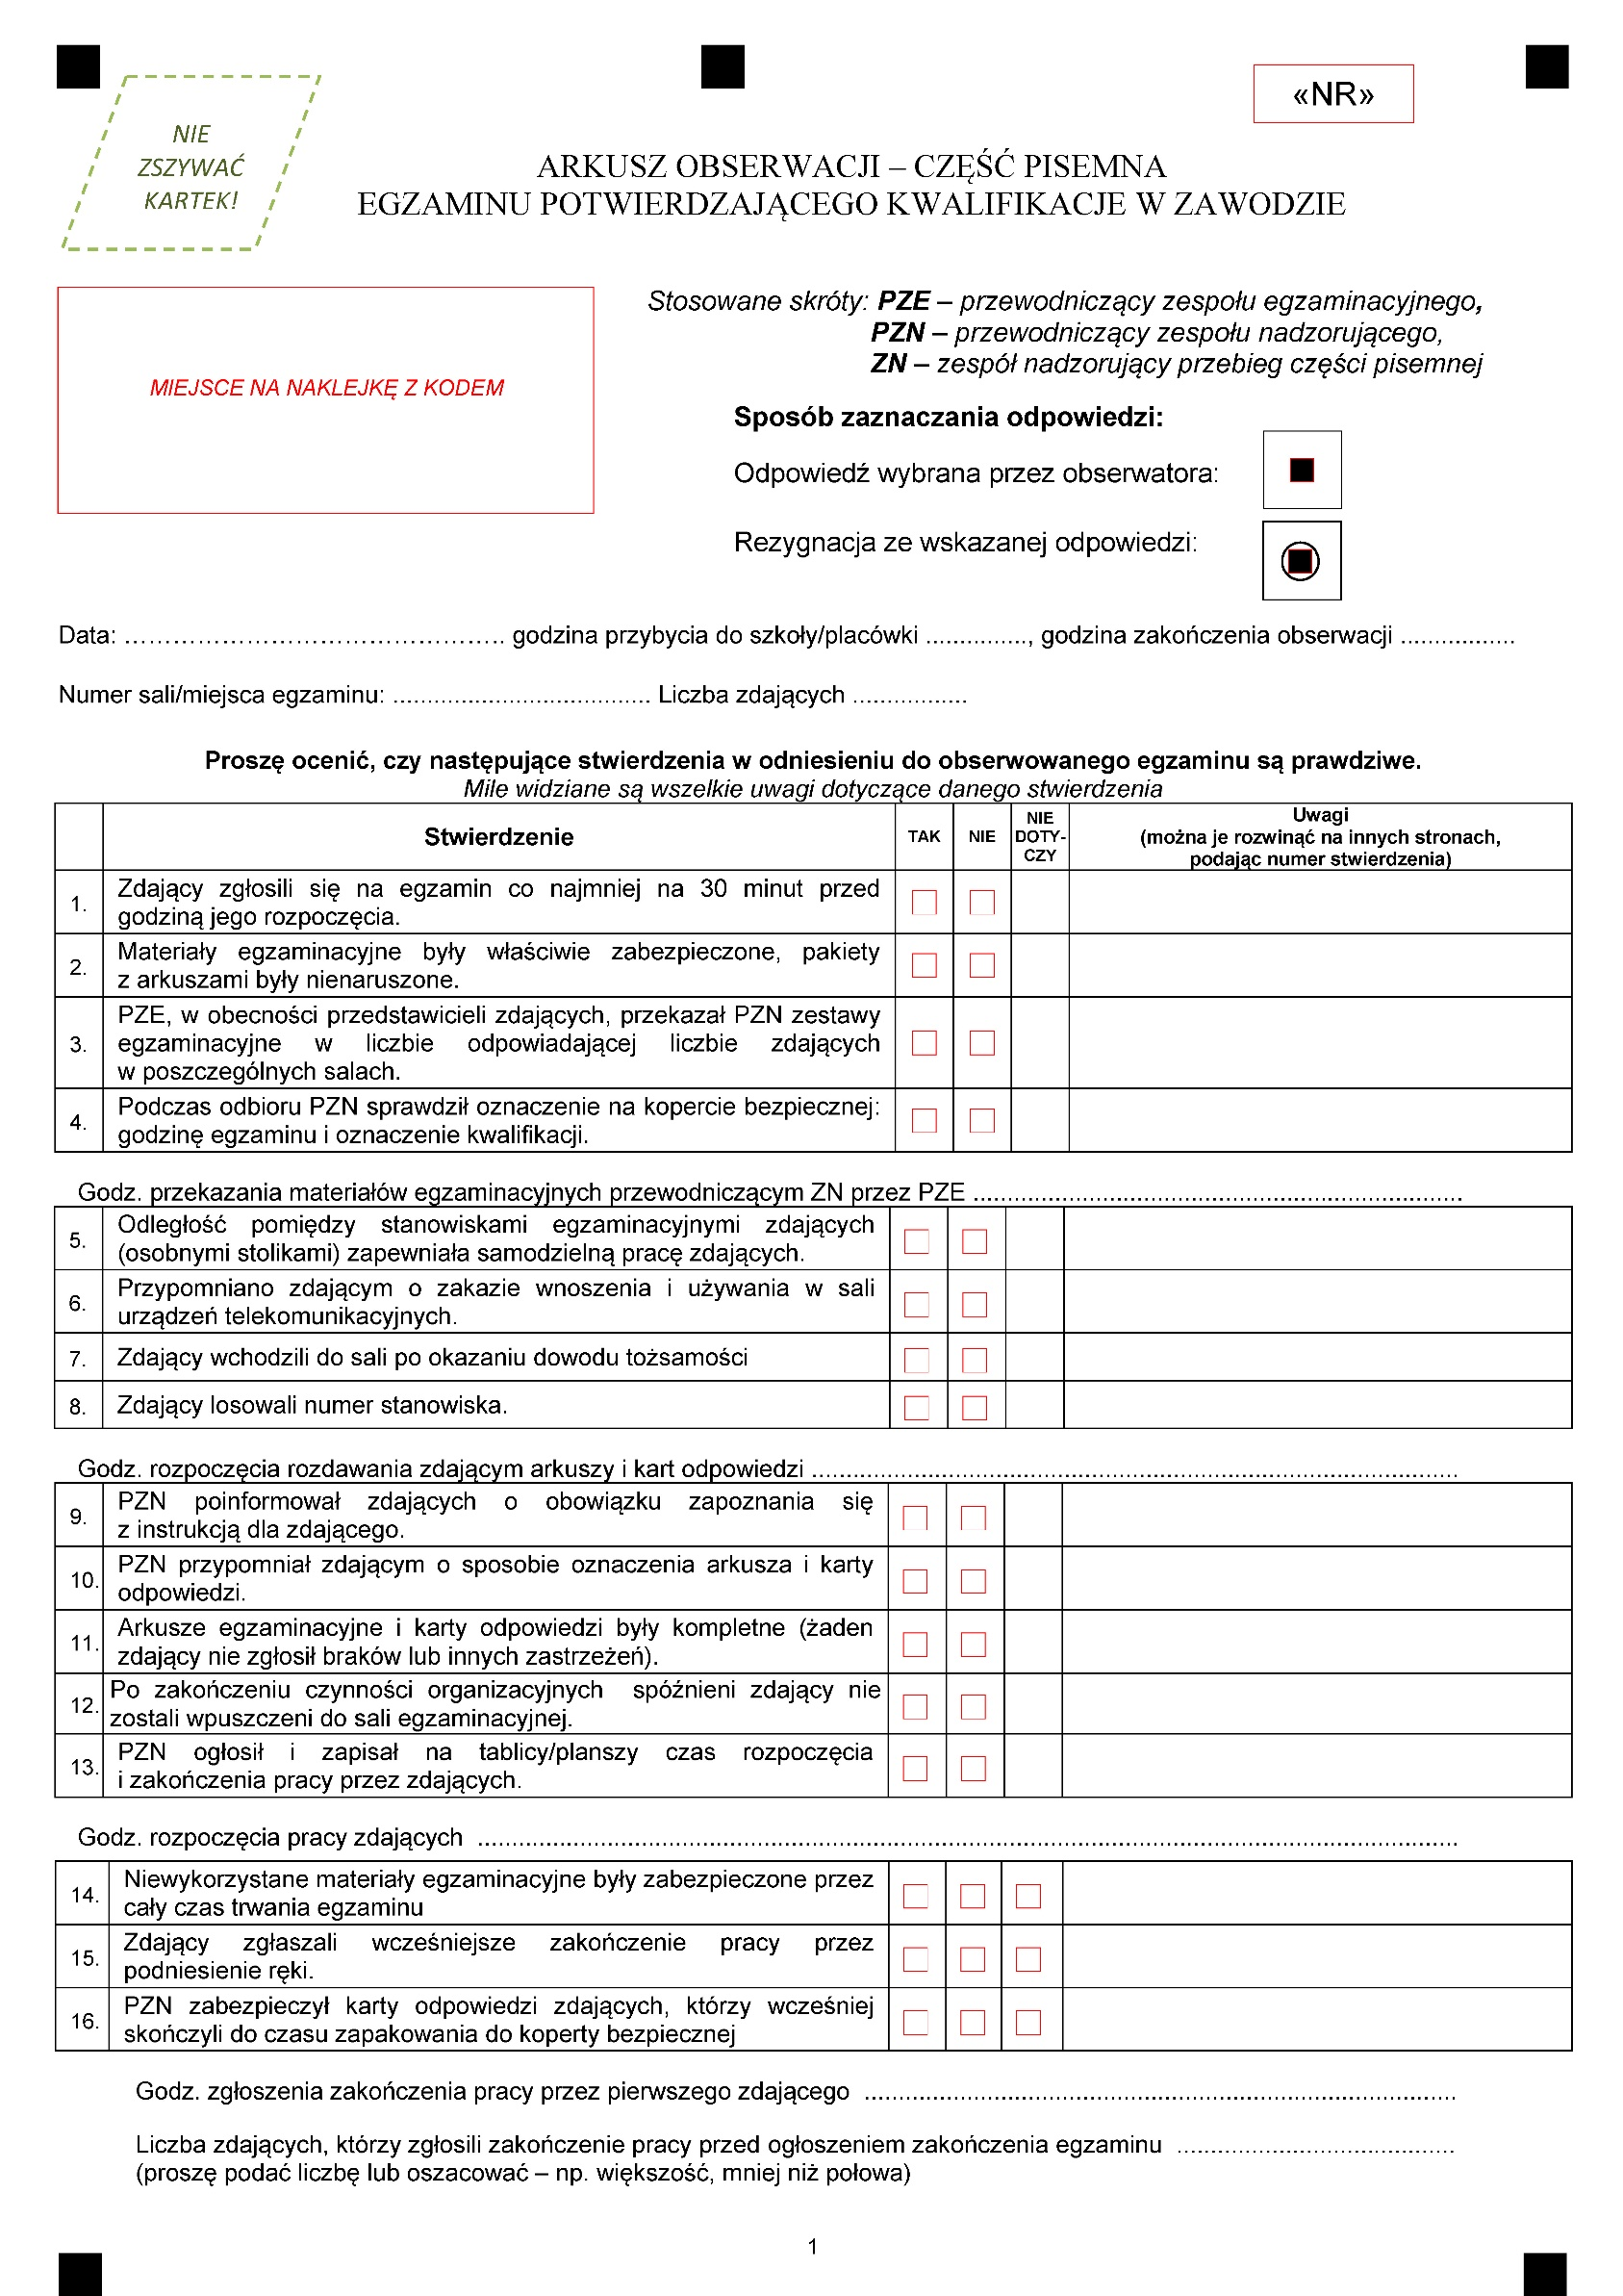 «NR»
NIE
ZSZYWAĆ
KARTEK!
ARKUSZ OBSERWACJI – CZĘŚĆ PISEMNA
EGZAMINU POTWIERDZAJĄCEGO KWALIFIKACJE W ZAWODZIE
MIEJSCE NA NAKLEJKĘ Z KODEM
Stosowane skróty: PZE – przewodniczący zespołu egzaminacyjnego,
PZN – przewodniczący zespołu nadzorującego,
ZN – zespół nadzorujący przebieg części pisemnej
Sposób zaznaczania odpowiedzi:
Odpowiedź wybrana przez obserwatora:
Rezygnacja ze wskazanej odpowiedzi:
Data: ……………………………………….. godzina przybycia do szkoły/placówki ..............., godzina zakończenia obserwacji .................
Numer sali/miejsca egzaminu: ...................................... Liczba zdających .................
Proszę ocenić, czy następujące stwierdzenia w odniesieniu do obserwowanego egzaminu są prawdziwe.
Mile widziane są wszelkie uwagi dotyczące danego stwierdzenia
Stwierdzenie
TAK
NIE
NIE
DOTY-
CZY
Uwagi
(można je rozwinąć na innych stronach,
podając numer stwierdzenia)
1. Zdający zgłosili się na egzamin co najmniej na 30 minut przed
godziną jego rozpoczęcia.
2. Materiały egzaminacyjne były właściwie zabezpieczone, pakiety
z arkuszami były nienaruszone.
3. PZE, w obecności przedstawicieli zdających, przekazał PZN zestawy
egzaminacyjne w liczbie odpowiadającej liczbie zdających
w poszczególnych salach.
4. Podczas odbioru PZN sprawdził oznaczenie na kopercie bezpiecznej:
godzinę egzaminu i oznaczenie kwalifikacji.
Godz. przekazania materiałów egzaminacyjnych przewodniczącym ZN przez PZE ........................................................................
5. Odległość pomiędzy stanowiskami egzaminacyjnymi zdających
(osobnymi stolikami) zapewniała samodzielną pracę zdających.
6. Przypomniano zdającym o zakazie wnoszenia i używania w sali
urządzeń telekomunikacyjnych.
7. Zdający wchodzili do sali po okazaniu dowodu tożsamości
8. Zdający losowali numer stanowiska.
Godz. rozpoczęcia rozdawania zdającym arkuszy i kart odpowiedzi ...............................................................................................
9. PZN poinformował zdających o obowiązku zapoznania się
z instrukcją dla zdającego.
10. PZN przypomniał zdającym o sposobie oznaczenia arkusza i karty
odpowiedzi.
11. Arkusze egzaminacyjne i karty odpowiedzi były kompletne (żaden
zdający nie zgłosił braków lub innych zastrzeżeń).
12. Po zakończeniu czynności organizacyjnych spóźnieni zdający nie
zostali wpuszczeni do sali egzaminacyjnej.
13. PZN ogłosił i zapisał na tablicy/planszy czas rozpoczęcia
i zakończenia pracy przez zdających.
Godz. rozpoczęcia pracy zdających ................................................................................................................................................
14. Niewykorzystane materiały egzaminacyjne były zabezpieczone przez
cały czas trwania egzaminu
15. Zdający zgłaszali wcześniejsze zakończenie pracy przez
podniesienie ręki.
16. PZN zabezpieczył karty odpowiedzi zdających, którzy wcześniej
skończyli do czasu zapakowania do koperty bezpiecznej
Godz. zgłoszenia zakończenia pracy przez pierwszego zdającego .......................................................................................
Liczba zdających, którzy zgłosili zakończenie pracy przed ogłoszeniem zakończenia egzaminu .........................................
(proszę podać liczbę lub oszacować – np. większość, mniej niż połowa)
1